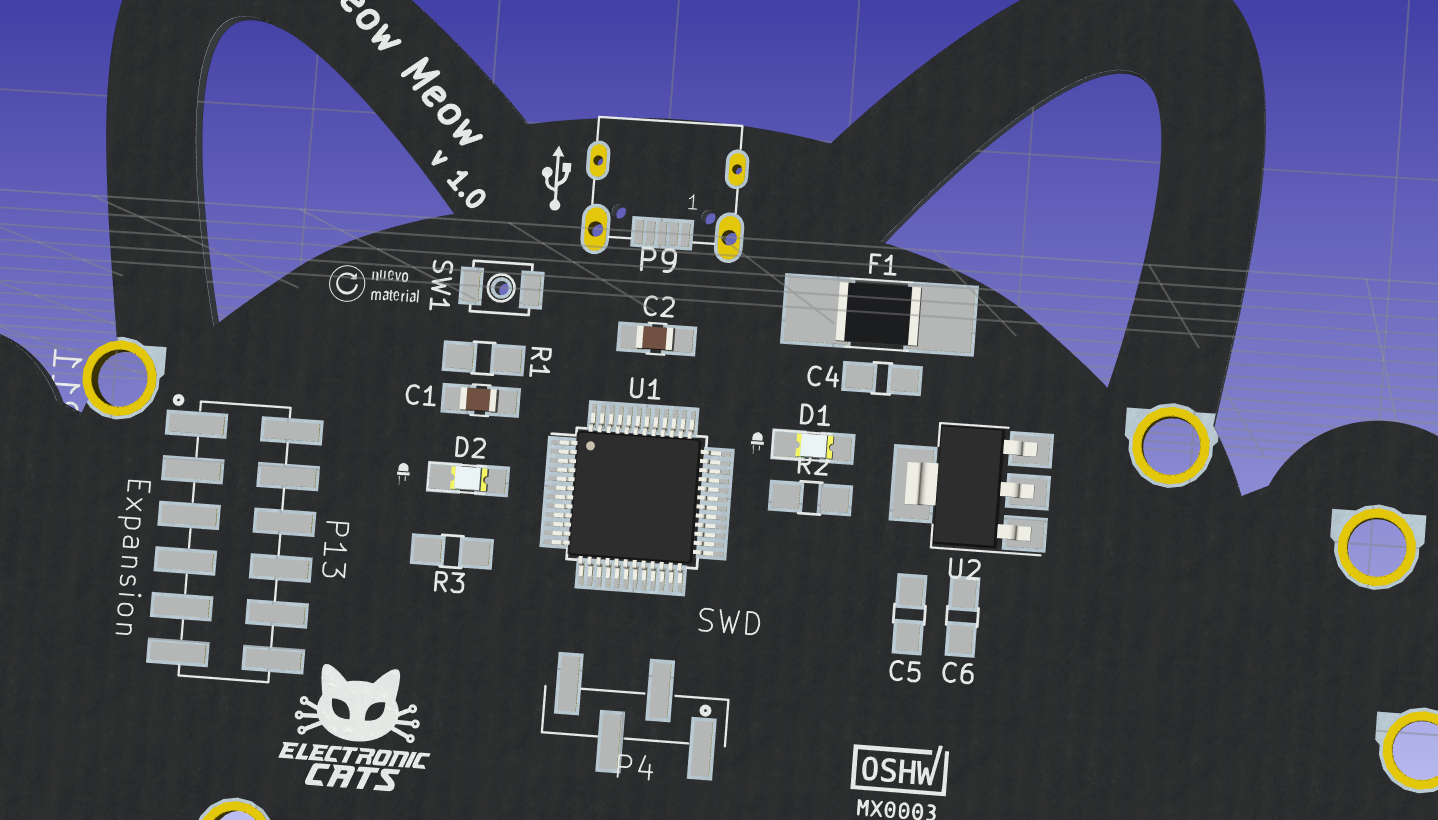 Meow
v 1.0
1
P9
nuevo
material
SW1
F1
C2
R1
C1
C4
U1
D1
D2
R2
Expansion
P13
R3
U2
SWD
C5
C6
P4
ELECTRONIC
CATS
OSHW
MX0003